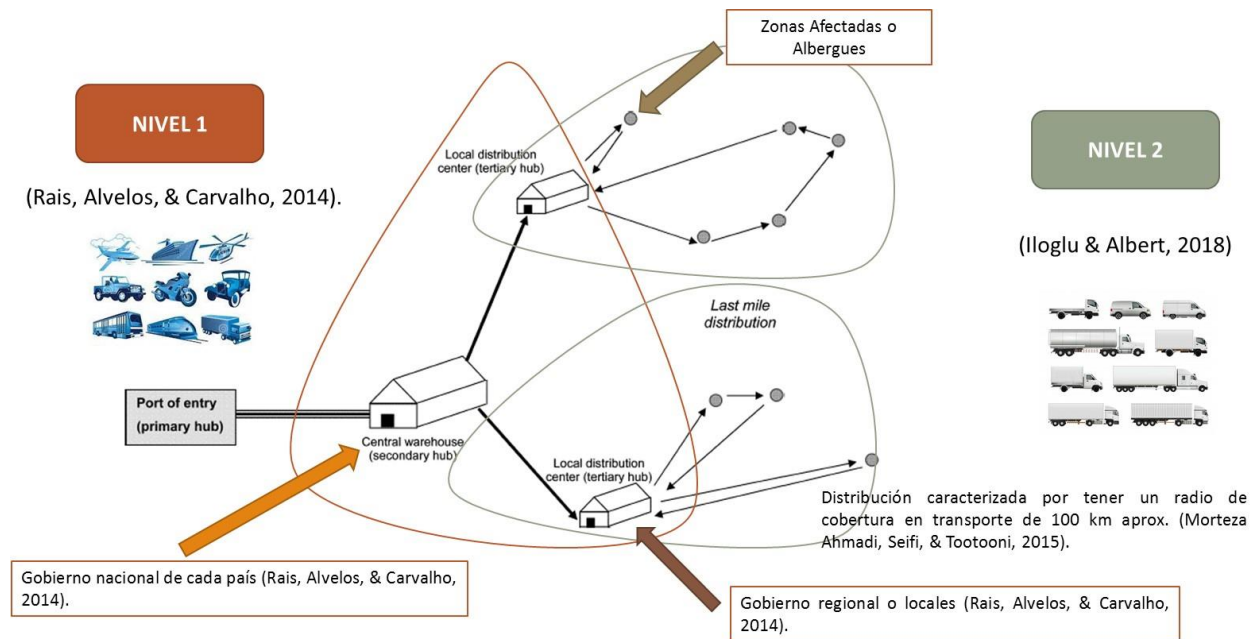 Zonas Afectadas o
Albergues
NIVEL 1
(Rais, Alvelos, & Carvalho, 2014).
Local distribution
center (tertiary hub)
NIVEL 2
(Iloglu & Albert, 2018)
Last mile
distribution
Port of entry
(primary hub)
Central warehouse
(secondary hub)
Local distribution
center (tertiary hub)
Distribución caracterizada por tener un radio de
cobertura en transporte de 100 km aprox. (Morteza
Ahmadi, Seifi, & Tootooni, 2015).
Gobierno nacional de cada país (Rais, Alvelos, & Carvalho,
2014).
Gobierno regional o locales (Rais, Alvelos, & Carvalho,
2014).